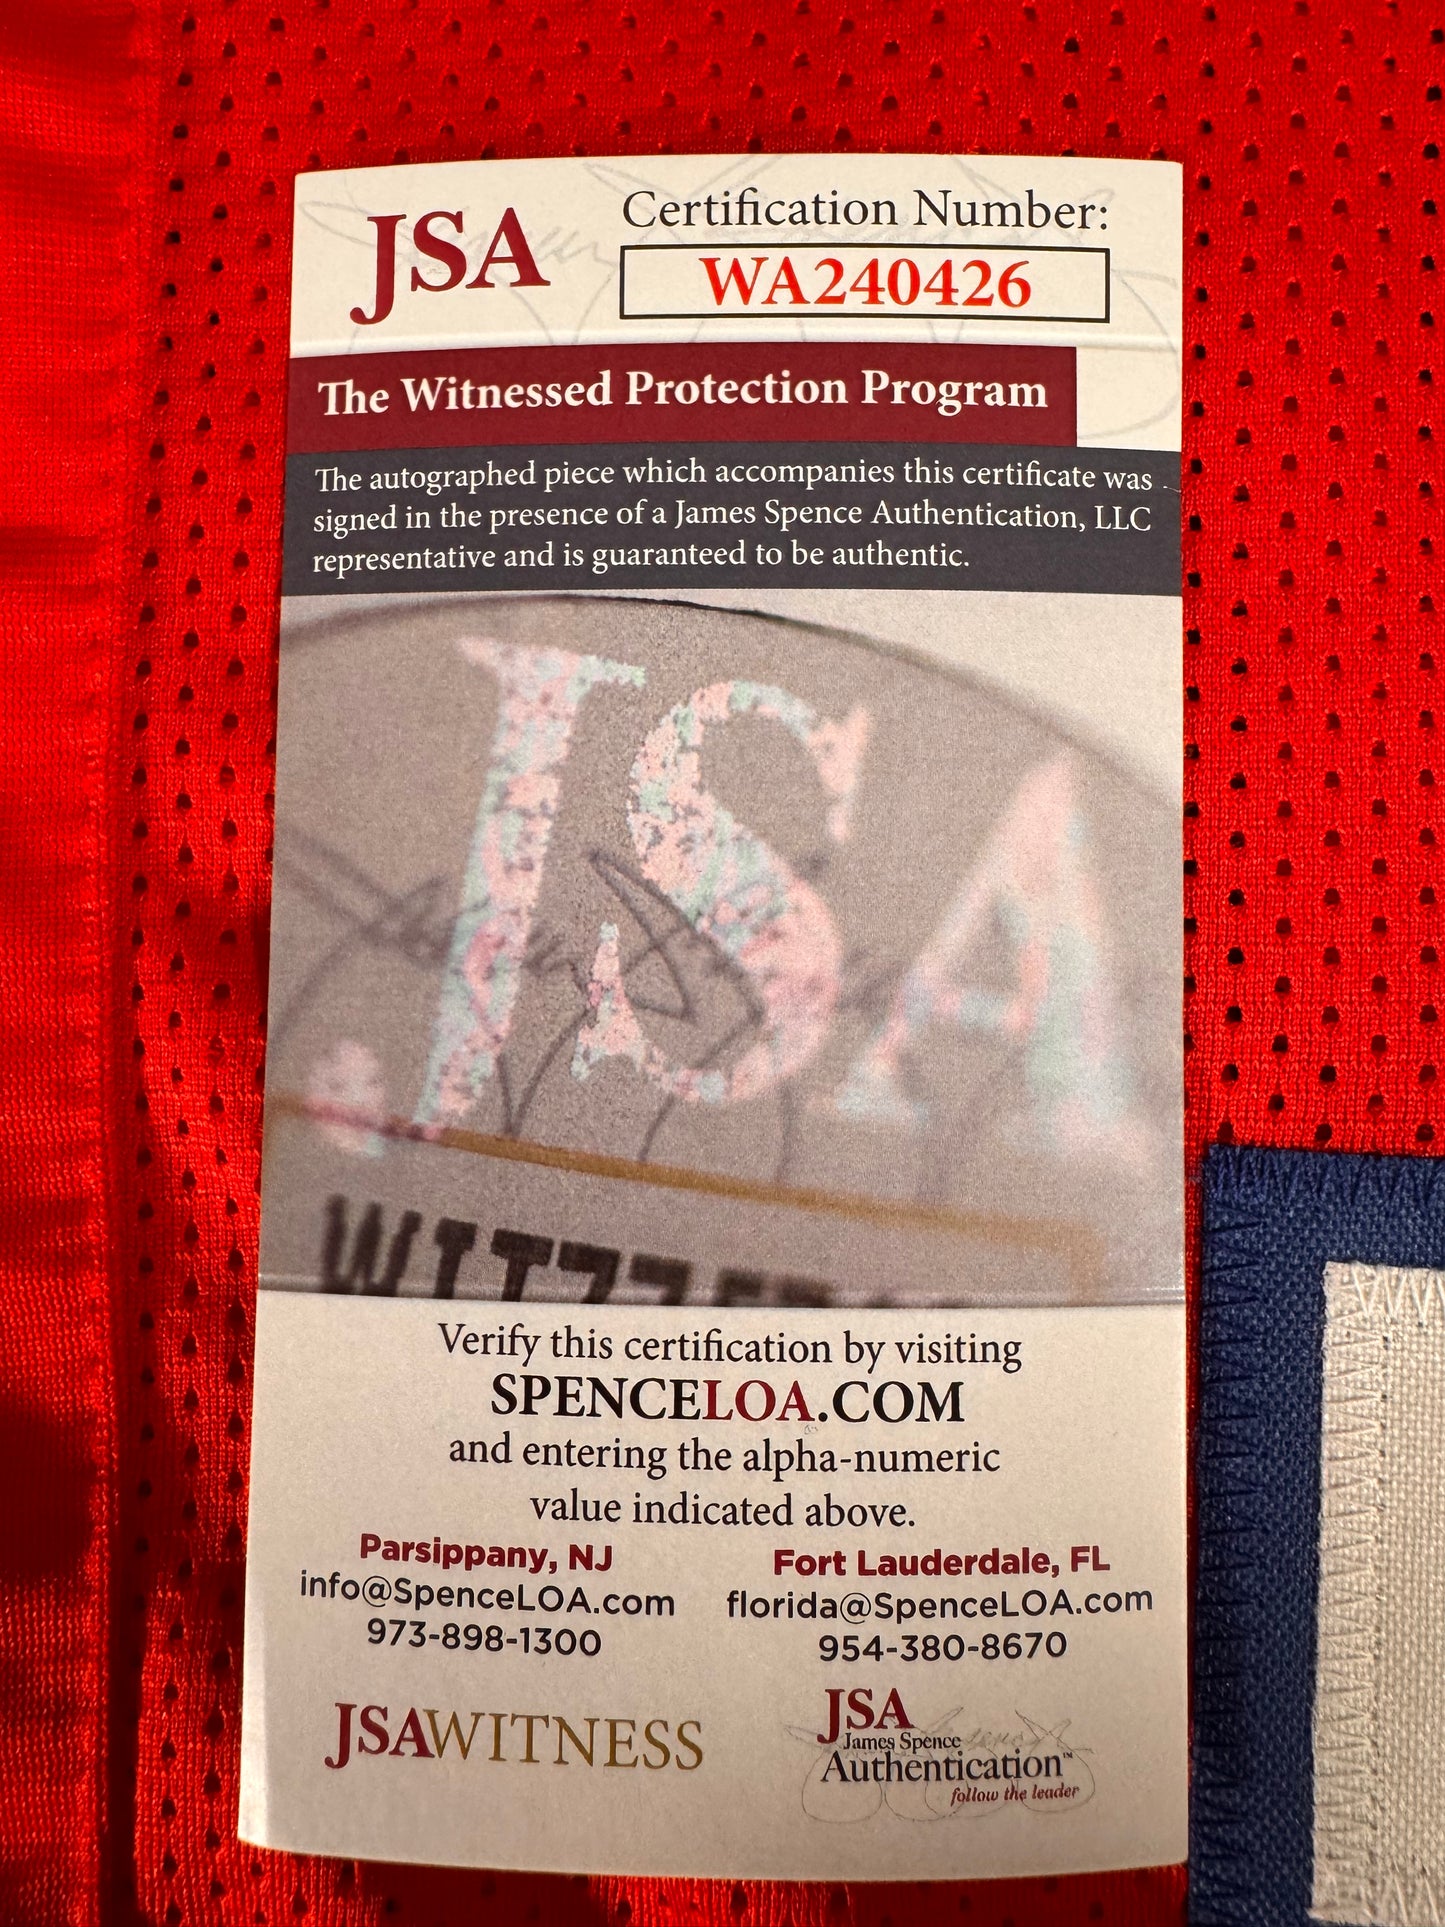 JSA
Certification Number:
WA240426
The Witnessed Protection Program
The autographed piece which accompanies this certificate was
signed in the presence of a James Spence Authentication, LLC
representative and is guaranteed to be authentic.
JSA
Verify this certification by visiting
SPENCELOA.COM
and entering the alpha-numeric
value indicated above.
Parsippany, NJ
info@SpenceLOA.com
973-898-1300
Fort Lauderdale, FL
florida@SpenceLOA.com
954-380-8670
JSAWITNESS
JSA
James Spence
Authentication™
follow the leader